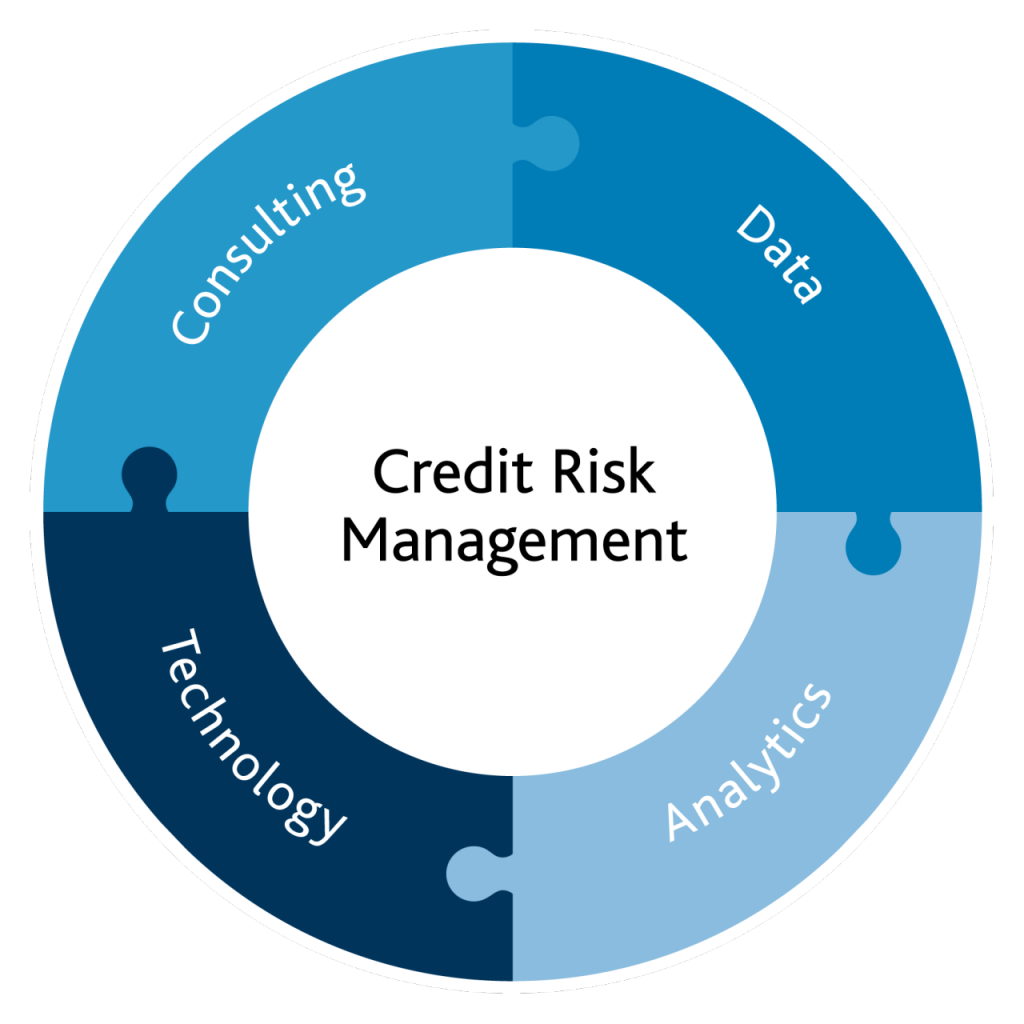 Consulting
Data
Credit Risk
Management
Technology
Analytics